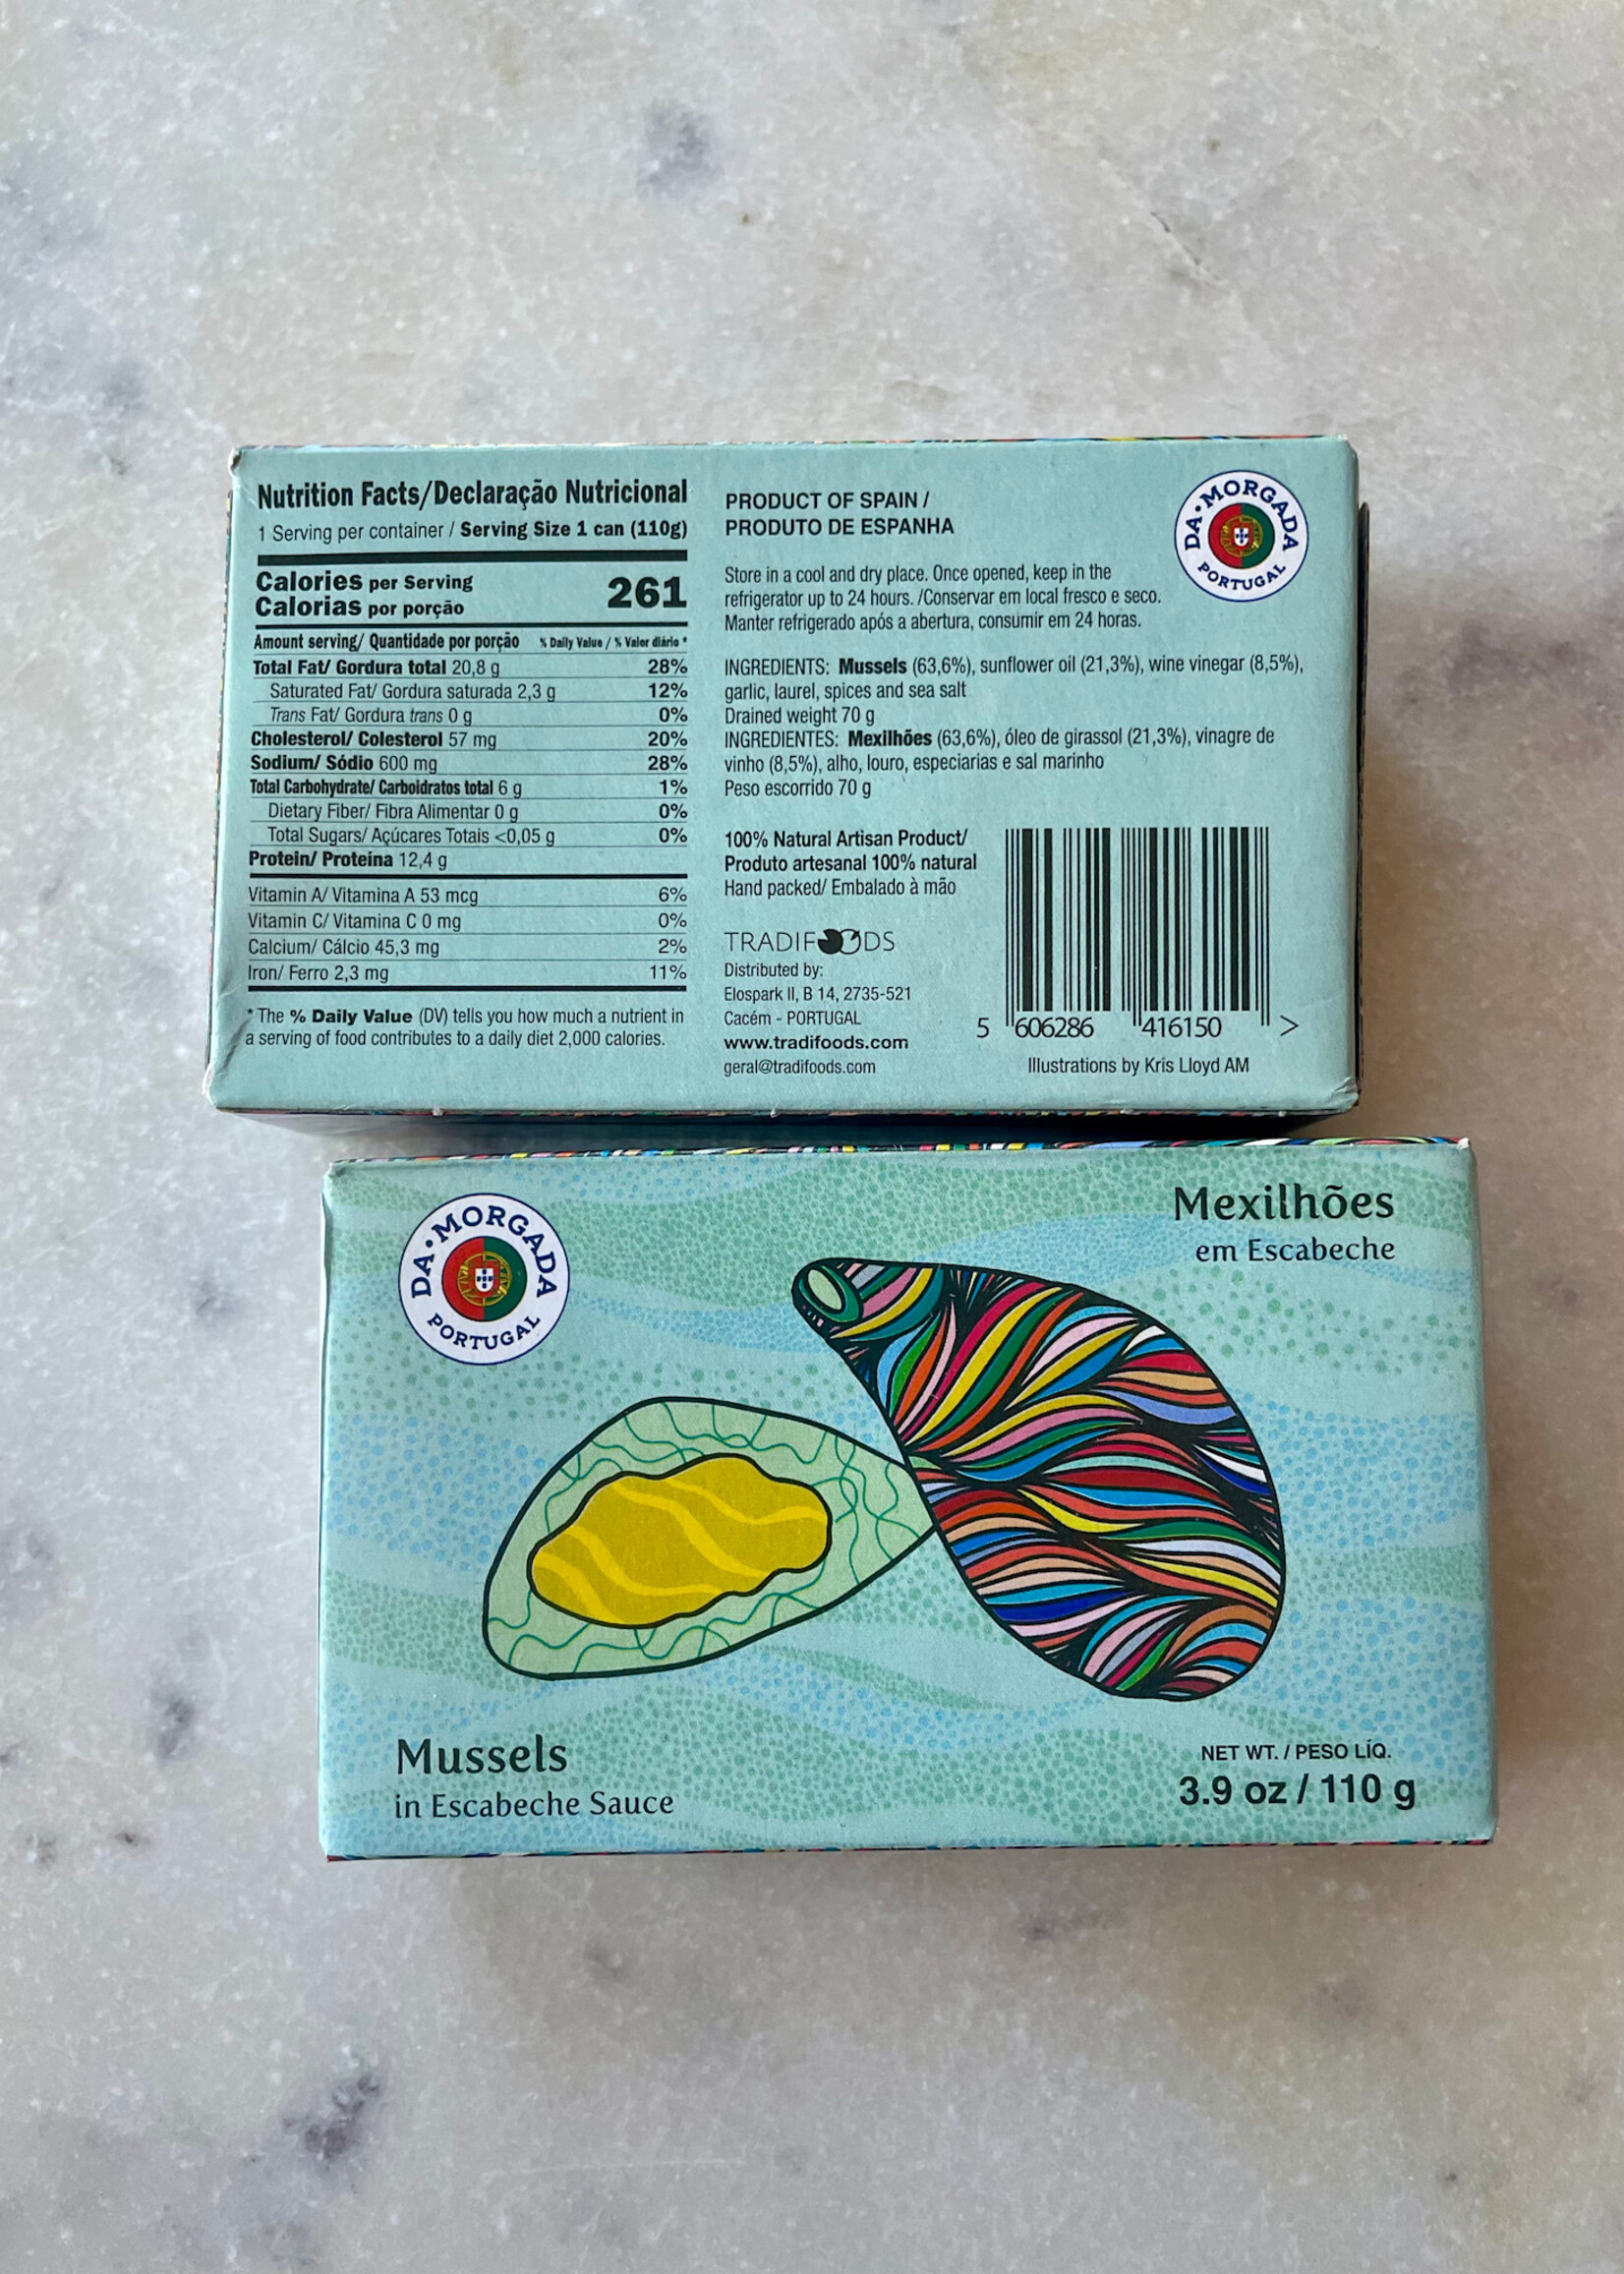 Nutrition Facts/Declaração Nutricional
1 Serving per container / Serving Size 1 can (110g)
Calories per Serving
Calorias per porção
261
Amount serving/ Quantidade por porção % Daily Value / % Valor diário *
Total Fat/ Gordura total 20,8 g 28%
Saturated Fat/ Gordura saturada 2,3 g 12%
Trans Fat/ Gordura trans 0 g 0%
Cholesterol/ Colesterol 57 mg 20%
Sodium/ Sódio 600 mg 28%
Total Carbohydrate/ Carboidratos total 6 g 1%
Dietary Fiber/ Fibra Alimentar 0 g 0%
Total Sugars/ Açúcares Totais <0,05 g 0%
Protein/ Proteína 12,4 g
Vitamin A/ Vitamina A 53 mcg 6%
Vitamin C/ Vitamina C 0 mg 0%
Calcium/ Cálcio 45,3 mg 2%
Iron/ Ferro 2,3 mg 11%
* The % Daily Value (DV) tells you how much a nutrient in
a serving of food contributes to a daily diet 2,000 calories.
PRODUCT OF SPAIN /
PRODUTO DE ESPANHA
DA•MORGADA
PORTUGAL
Store in a cool and dry place. Once opened, keep in the
refrigerator up to 24 hours. /Conservar em local fresco e seco.
Manter refrigerado após a abertura, consumir em 24 horas.
INGREDIENTS: Mussels (63,6%), sunflower oil (21,3%), wine vinegar (8,5%),
garlic, laurel, spices and sea salt
Drained weight 70 g
INGREDIENTES: Mexilhões (63,6%), óleo de girassol (21,3%), vinagre de
vinho (8,5%), alho, louro, especiarias e sal marinho
Peso escorrido 70 g
100% Natural Artisan Product/
Produto artesanal 100% natural
Hand packed/ Embalado à mão
TRADIFOODS
Distributed by:
Elospark II, B 14, 2735-521
Cacém - PORTUGAL
www.tradifoods.com
geral@tradifoods.com
5 606286 416150 >
Illustrations by Kris Lloyd AM
DA•MORGADA
PORTUGAL
Mexilhões
em Escabeche
Mussels
in Escabeche Sauce
NET WT. / PESO LÍQ.
3.9 oz / 110 g